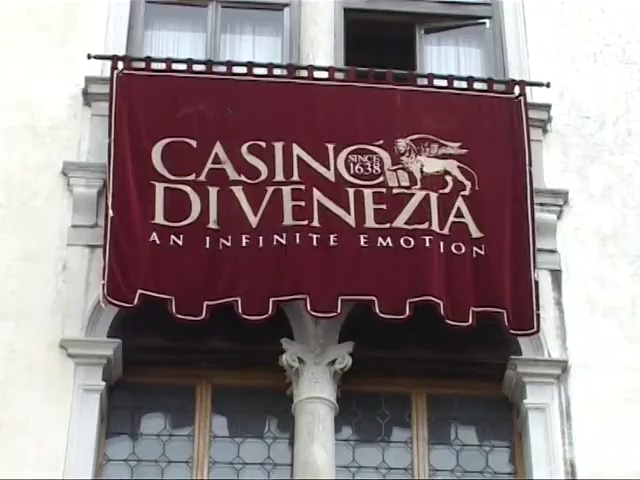 CASINO
SINCE
1638
DI VENEZIA
AN INFINITE EMOTION